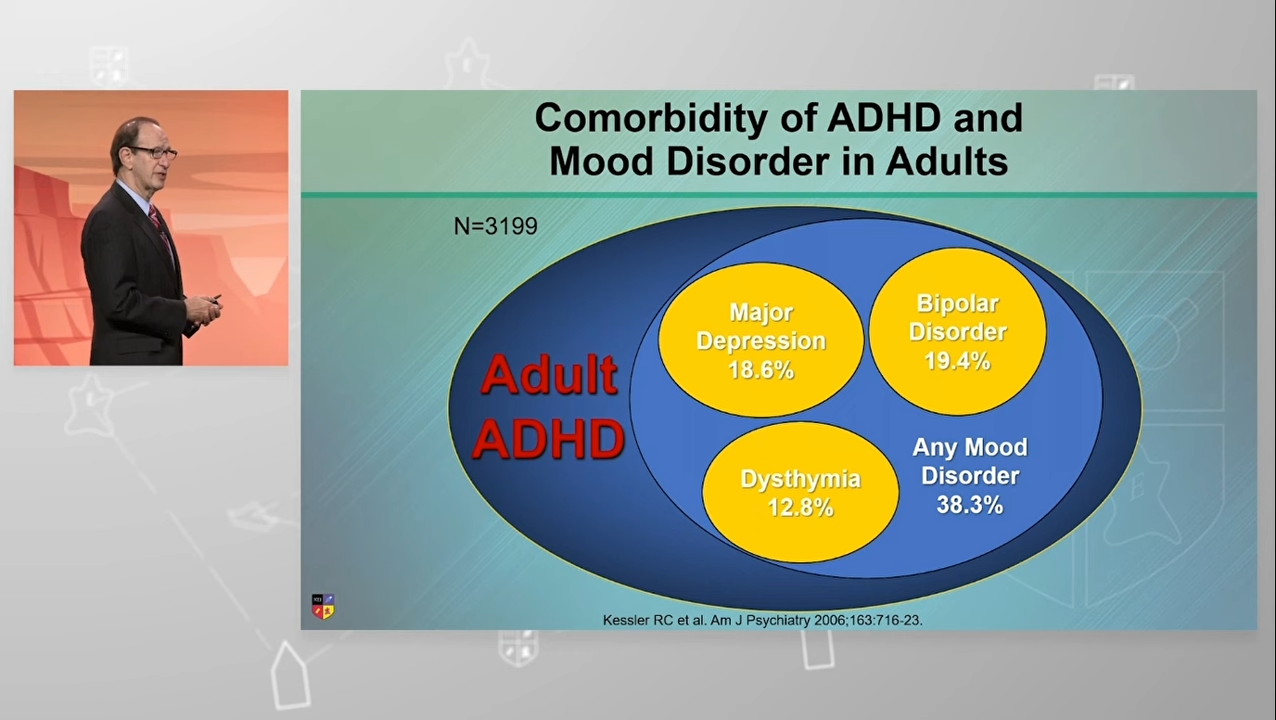 Comorbidity of ADHD and
Mood Disorder in Adults
N=3199
Adult
ADHD
Major
Depression
18.6%
Bipolar
Disorder
19.4%
Dysthymia
12.8%
Any Mood
Disorder
38.3%
Kessler RC et al. Am J Psychiatry 2006;163:716-23.